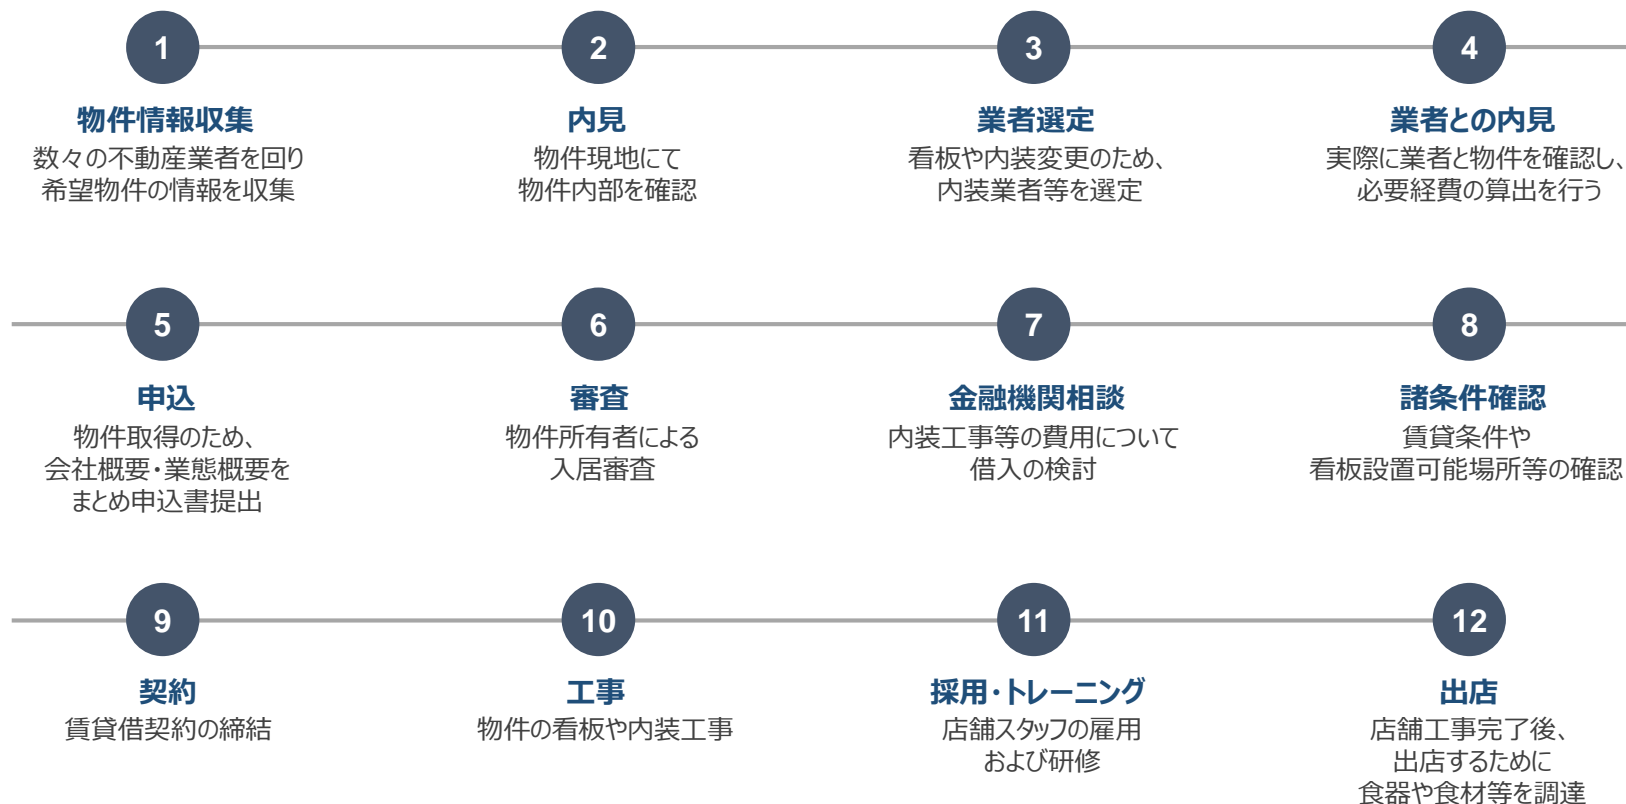 1
物件情報収集
数々の不動産業者を回り
希望物件の情報を収集
2
内見
物件現地にて
物件内部を確認
3
業者選定
看板や内装変更のため、
内装業者等を選定
4
業者との内見
実際に業者と物件を確認し、
必要経費の算出を行う
5
申込
物件取得のため、
会社概要・業態概要を
まとめ申込書提出
6
審査
物件所有者による
入居審査
7
金融機関相談
内装工事等の費用について
借入の検討
8
諸条件確認
賃貸条件や
看板設置可能場所等の確認
9
契約
賃貸借契約の締結
10
工事
物件の看板や内装工事
11
採用・トレーニング
店舗スタッフの雇用
および研修
12
出店
店舗工事完了後、
出店するために
食器や食材等を調達